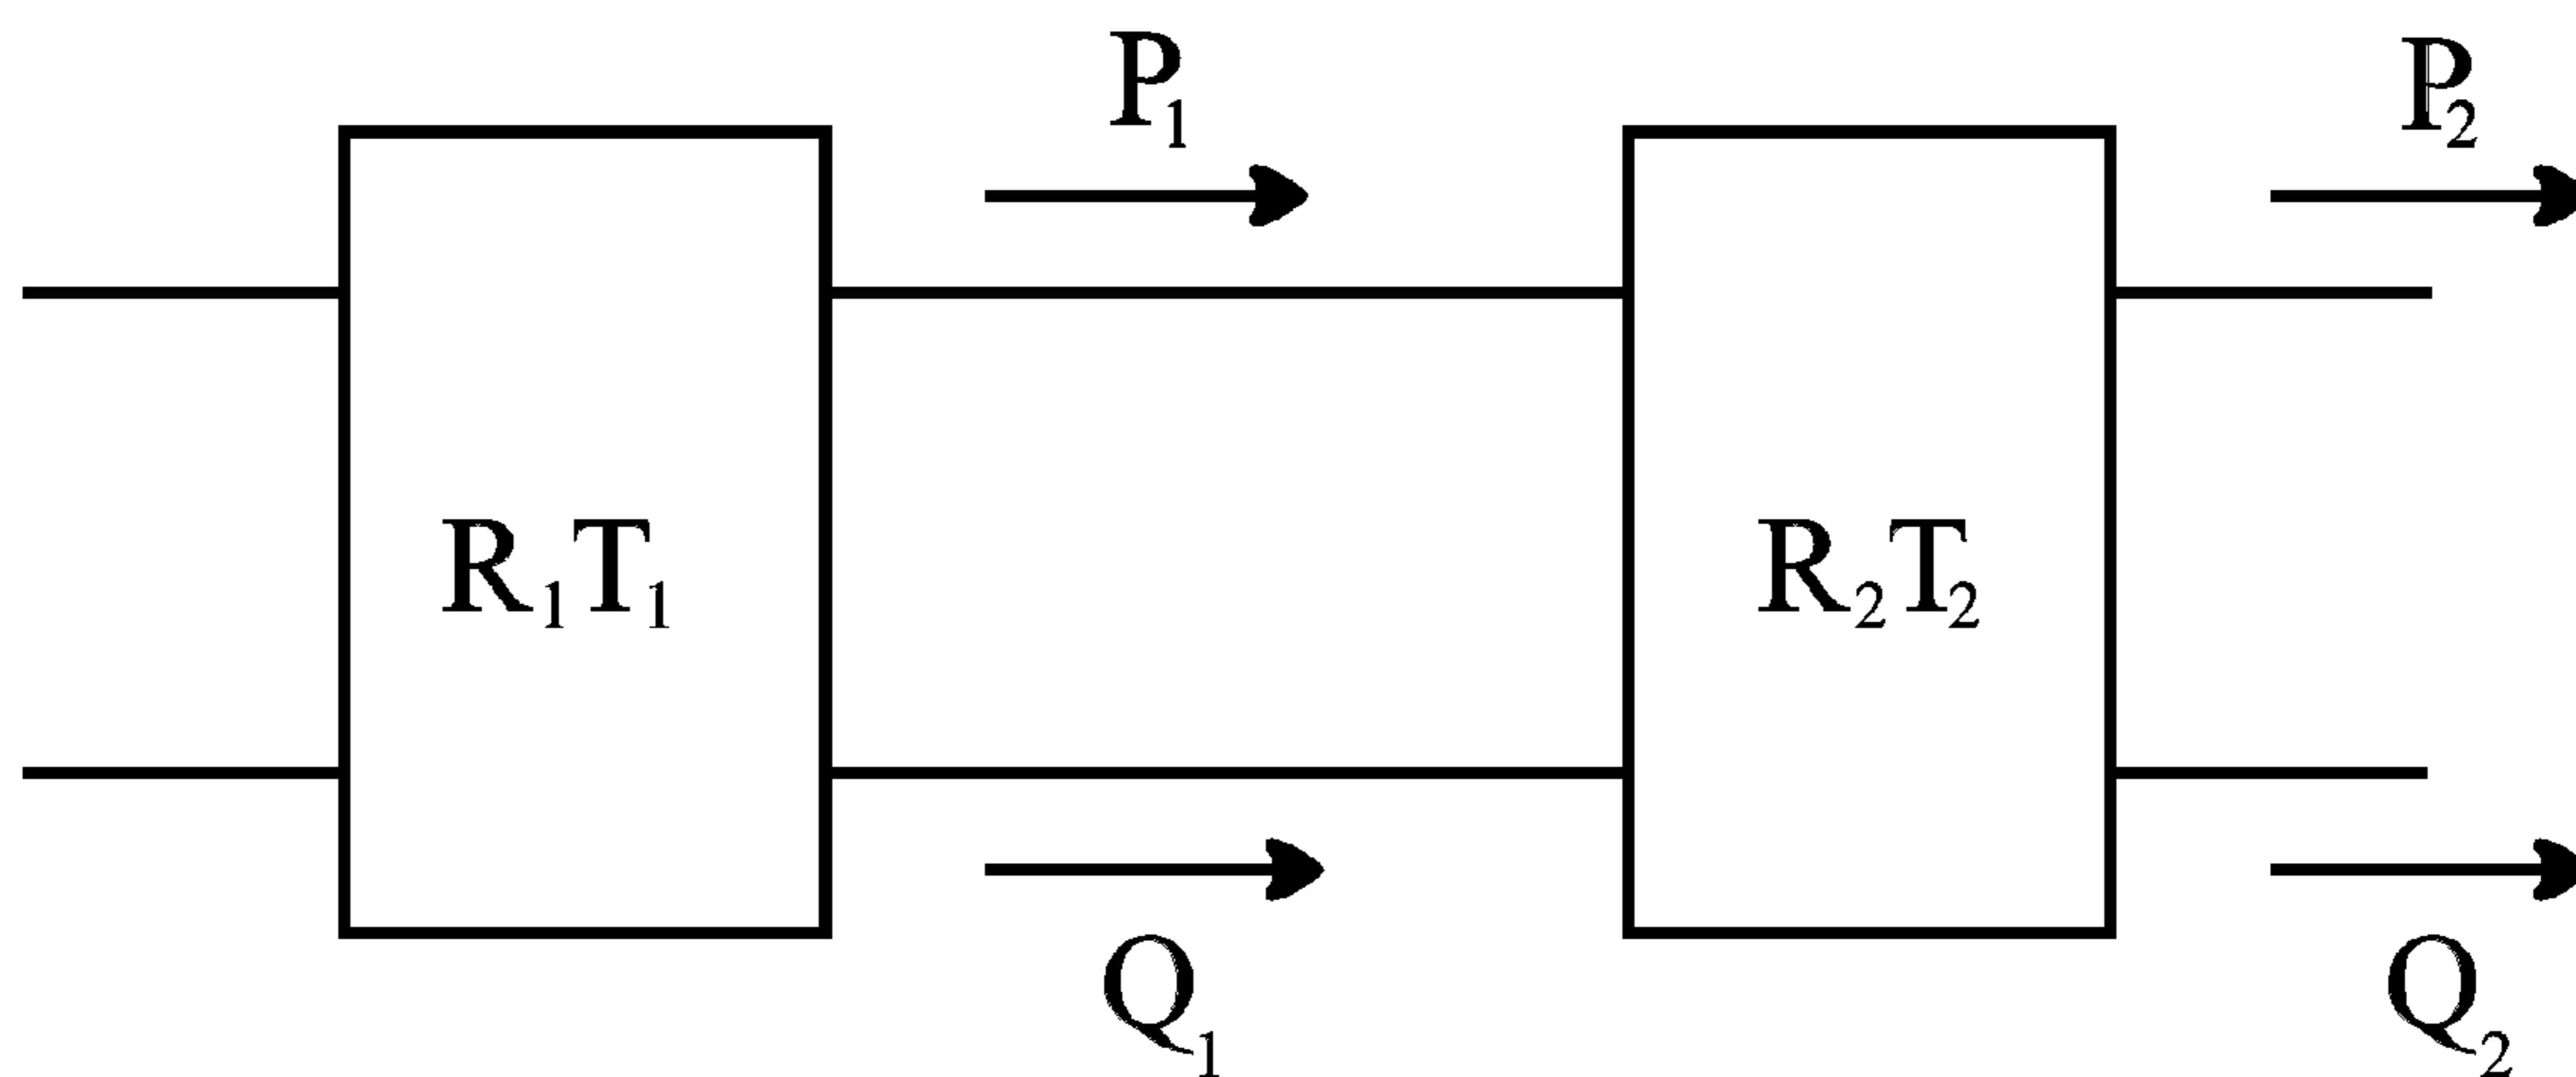 P₁
P₂
R₁T₁
R₂T₂
Q₁
Q₂